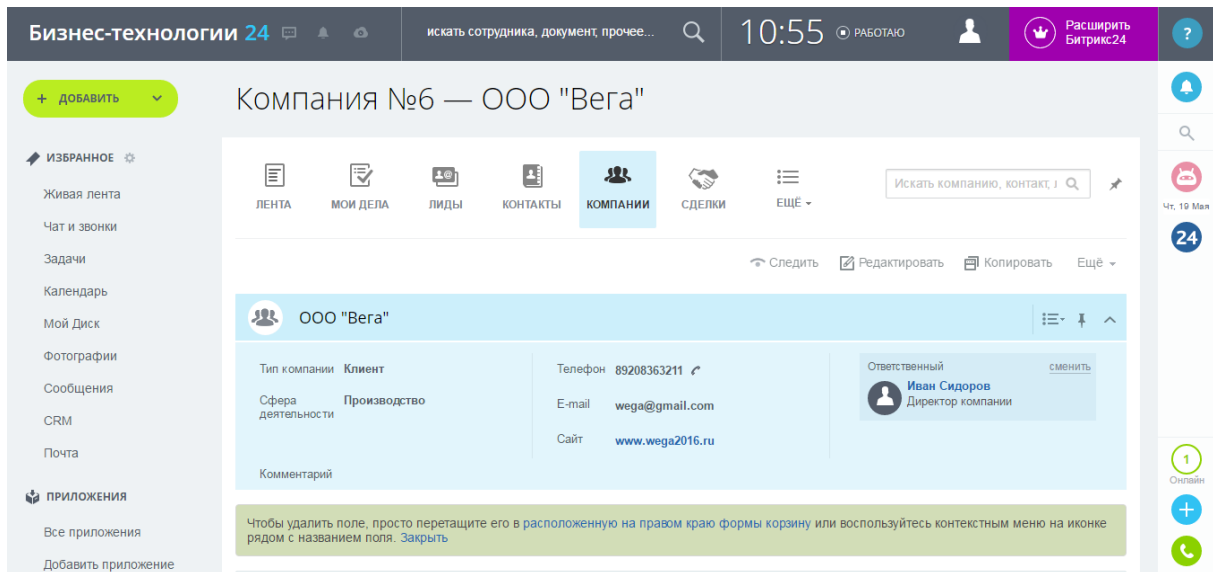 Бизнес-технологии 24
искать сотрудника, документ, прочее...
10:55
РАБОТАЮ
Расширить
Битрикс24
?
+ ДОБАВИТЬ
Компания №6 — ООО "Вега"
ИЗБРАННОЕ
Живая лента
Чат и звонки
Задачи
Календарь
Мой Диск
Фотографии
Сообщения
CRM
Почта
ПРИЛОЖЕНИЯ
Все приложения
Добавить приложение
ЛЕНТА
МОИ ДЕЛА
ЛИДЫ
КОНТАКТЫ
КОМПАНИИ
СДЕЛКИ
ЕЩЁ
Искать компанию, контакт,
Следить
Редактировать
Копировать
Ещё
ООО "Вега"
Тип компании Клиент
Сфера деятельности Производство
Комментарий
Телефон 89208363211
E-mail wega@gmail.com
Сайт www.wega2016.ru
Ответственный
сменить
Иван Сидоров
Директор компании
Чтобы удалить поле, просто перетащите его в расположенную на правом краю формы корзину или воспользуйтесь контекстным меню на иконке
рядом с названием поля. Закрыть
Чт, 19 Мая
24
1
Онлайн